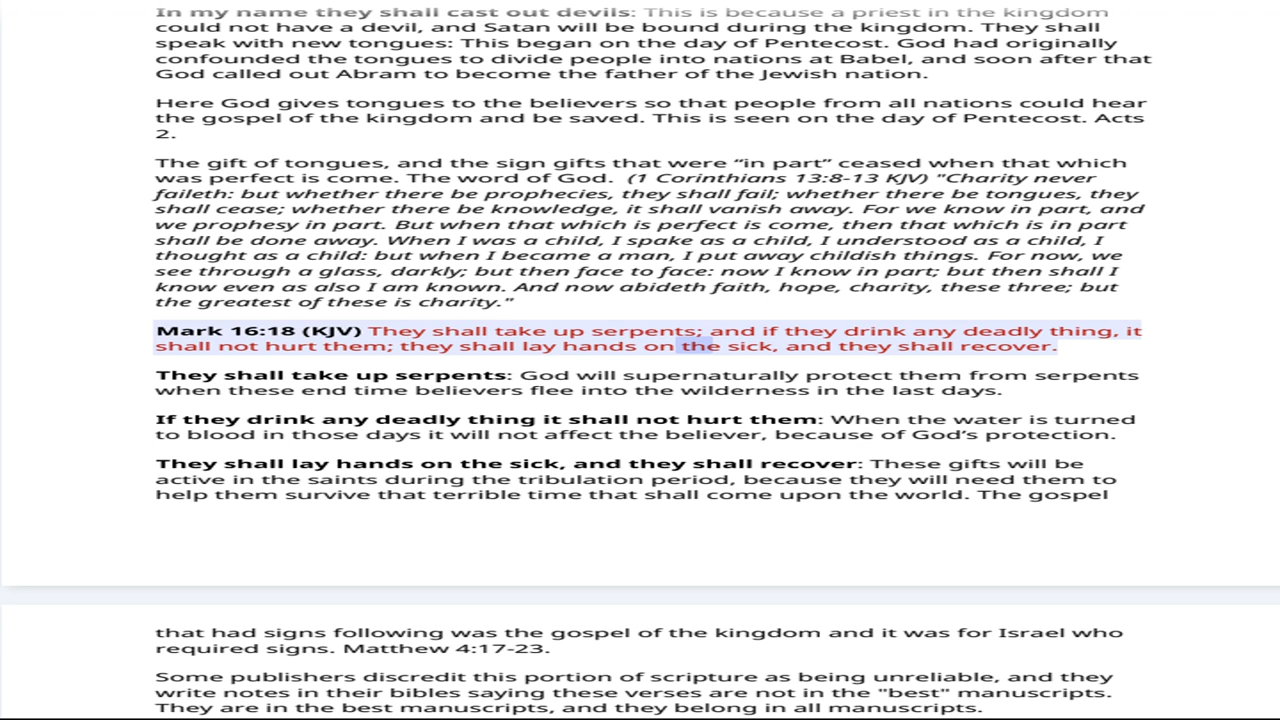 In my name they shall cast out devils: This is because a priest in the kingdom
could not have a devil, and Satan will be bound during the kingdom. They shall
speak with new tongues: This began on the day of Pentecost. God had originally
confounded the tongues to divide people into nations at Babel, and soon after that
God called out Abram to become the father of the Jewish nation.
Here God gives tongues to the believers so that people from all nations could hear
the gospel of the kingdom and be saved. This is seen on the day of Pentecost. Acts
2.
The gift of tongues, and the sign gifts that were “in part” ceased when that which
was perfect is come. The word of God. (1 Corinthians 13:8-13 KJV) "Charity never
faileth: but whether there be prophecies, they shall fail; whether there be tongues, they
shall cease; whether there be knowledge, it shall vanish away. For we know in part, and
we prophesy in part. But when that which is perfect is come, then that which is in part
shall be done away. When I was a child, I spake as a child, I understood as a child, I
thought as a child: but when I became a man, I put away childish things. For now, we
see through a glass, darkly; but then face to face: now I know in part; but then shall I
know even as also I am known. And now abideth faith, hope, charity, these three; but
the greatest of these is charity."
Mark 16:18 (KJV) They shall take up serpents; and if they drink any deadly thing, it
shall not hurt them; they shall lay hands on the sick, and they shall recover.
They shall take up serpents: God will supernaturally protect them from serpents
when these end time believers flee into the wilderness in the last days.
If they drink any deadly thing it shall not hurt them: When the water is turned
to blood in those days it will not affect the believer, because of God’s protection.
They shall lay hands on the sick, and they shall recover: These gifts will be
active in the saints during the tribulation period, because they will need them to
help them survive that terrible time that shall come upon the world. The gospel
that had signs following was the gospel of the kingdom and it was for Israel who
required signs. Matthew 4:17-23.
Some publishers discredit this portion of scripture as being unreliable, and they
write notes in their bibles saying these verses are not in the "best" manuscripts.
They are in the best manuscripts, and they belong in all manuscripts.